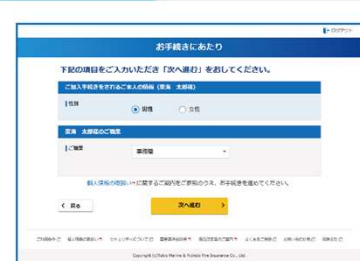 ログアウト
お手続きにあたり
下記の項目をご入力いただき「次へ進む」をおしてください。
ご加入手続きをされるご本人の情報（東海 太郎様）
性別
男性 女性
東海 太郎様のご職業
ご職業
事務職
個人情報の取扱いに関するご案内をご参照のうえ、お手続きを進めてください。
戻る 次へ進む
Copyright (c)Tokio Marine & Nichido Fire Insurance Co., Ltd.